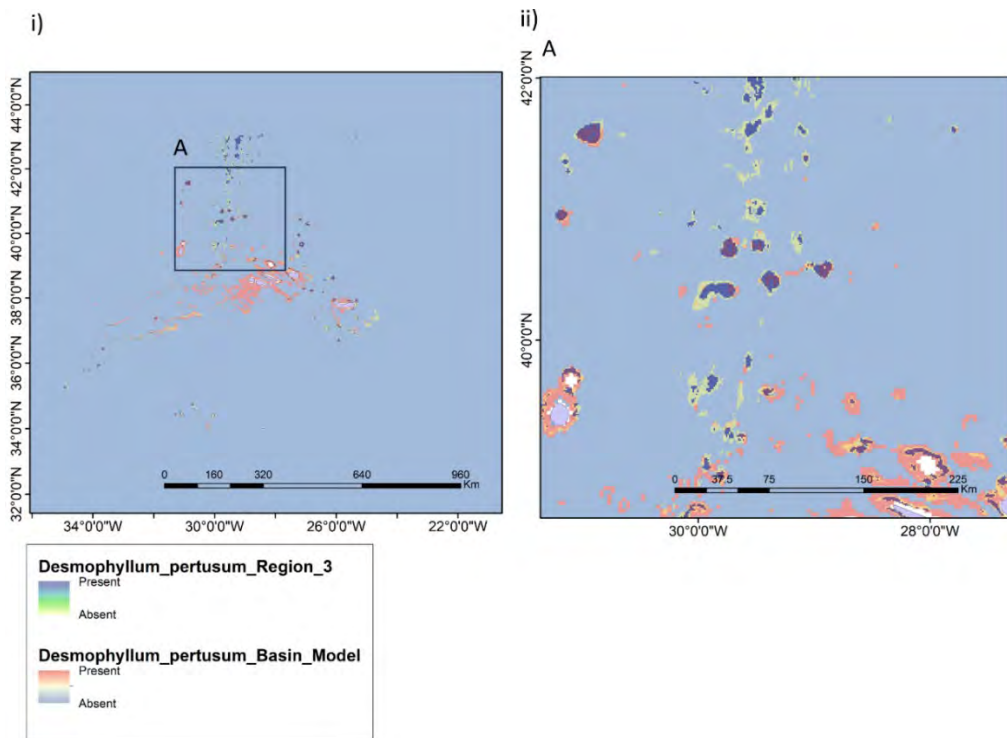 i)
ii)
A
A
44°0'0"N
42°0'0"N
40°0'0"N
38°0'0"N
36°0'0"N
34°0'0"N
32°0'0"N
0 160 320 640 960
Km
34°0'0"W 30°0'0"W 26°0'0"W 22°0'0"W
42°0'0"N
40°0'0"N
0 37.5 75 150 225
Km
30°0'0"W 28°0'0"W
Desmophyllum_pertusum_Region_3
Present
Absent
Desmophyllum_pertusum_Basin_Model
Present
Absent